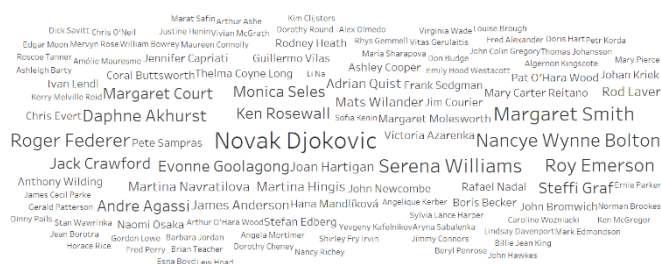 Marat Safin Arthur Ashe Kim Clijsters
Dick Savitt Chris O'Neil Justine Henin Vivian McGrath Dorothy Round Alex Olmedo Virginia Wade Louise Brough
Edgar Moon Mervyn Rose William Bowrey Maureen Connolly Rodney Heath Rhys Gemmell Vitas Gerulaitis Fred Alexander Doris Hart Petr Korda
Roscoe Tanner Amélie Mauresmo Jennifer Capriati Guillermo Vilas Maria Sharapova Don Budge John Colin Gregory Thomas Johansson Mary Pierce
Ashleigh Barty Coral Buttsworth Thelma Coyne Long Li Na Ashley Cooper Emily Hood Westacott Algernon Kingscote Pat O'Hara Wood Johan Kriek
Ivan Lendl Margaret Court Monica Seles Adrian Quist Frank Sedgman Mary Carter Reitano Rod Laver
Kerry Melville Reid Mats Wilander Jim Courier
Chris Evert Daphne Akhurst Ken Rosewall Sofia Kenin Margaret Molesworth Margaret Smith
Roger Federer Pete Sampras Novak Djokovic Victoria Azarenka Nancye Wynne Bolton
Jack Crawford Evonne Goolagong Joan Hartigan Serena Williams Roy Emerson
Anthony Wilding Martina Navratilova Martina Hingis John Newcombe Rafael Nadal Steffi Graf Ernie Parker
James Cecil Parke
Gerald Patterson Andre Agassi James Anderson Hana Mandlíková Angelique Kerber Boris Becker John Bromwich Norman Brookes
Dinny Pails Stan Wawrinka Naomi Osaka Arthur O'Hara Wood Stefan Edberg Yevgeny Kafelnikov Aryna Sabalenka Sylvia Lance Harper Caroline Wozniacki Ken McGregor
Jean Borotra Gordon Lowe Barbara Jordan Angela Mortimer Shirley Fry Irvin Jimmy Connors Lindsay Davenport Mark Edmondson
Horace Rice Fred Perry Brian Teacher Dorothy Cheney Nancy Richey Beryl Penrose Billie Jean King
Esna Boyd Lew Hoad John Hawkes